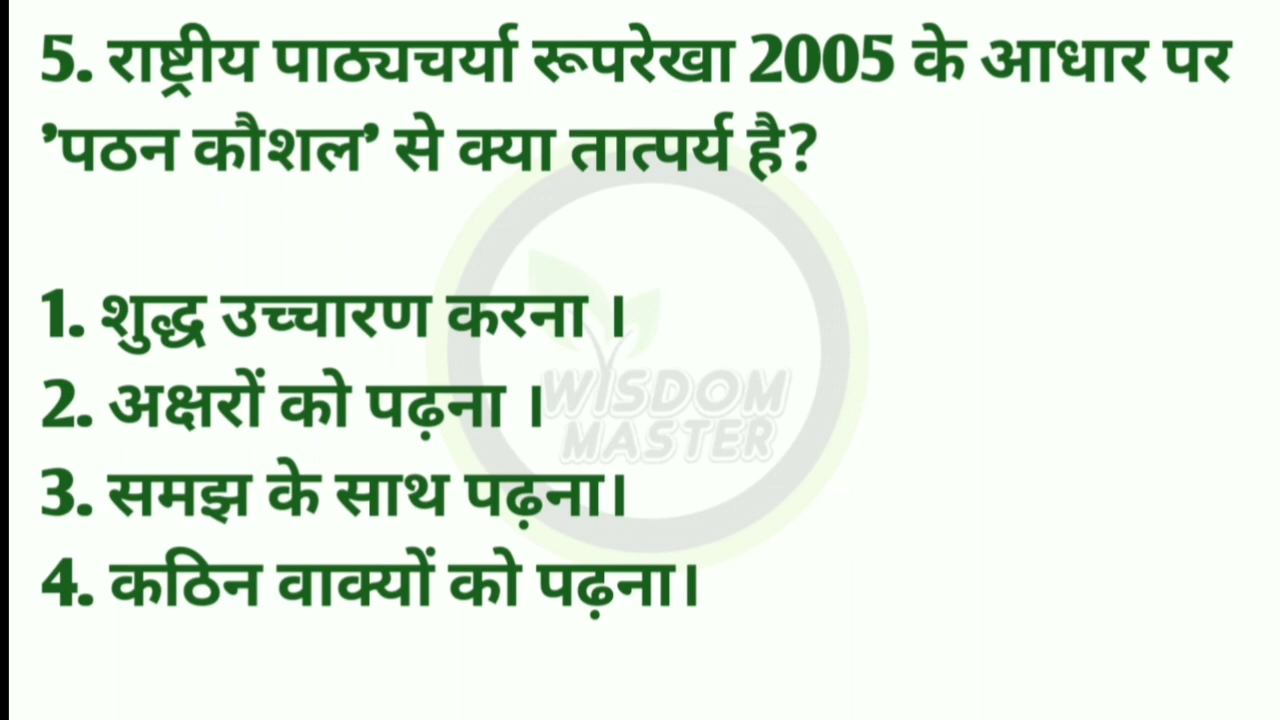 5. राष्ट्रीय पाठ्यचर्या रूपरेखा 2005 के आधार पर
’पठन कौशल’ से क्या तात्पर्य है?
1. शुद्ध उच्चारण करना ।
2. अक्षरों को पढ़ना ।
3. समझ के साथ पढ़ना।
4. कठिन वाक्यों को पढ़ना।
WISDOM
MASTER